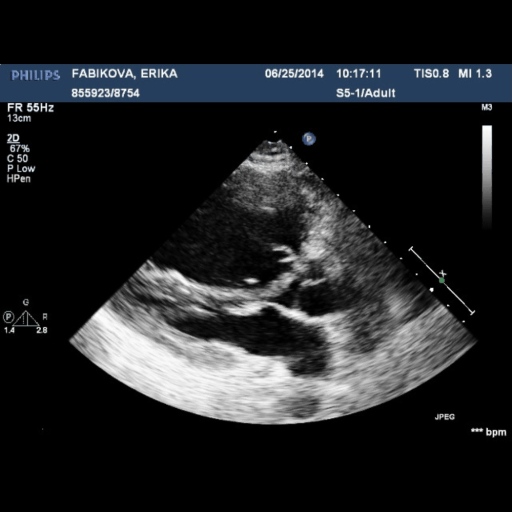 PHILIPS FABIKOVA, ERIKA 06/25/2014 10:17:11 TIS0.8 MI 1.3
855923/8754 S5-1/Adult
FR 55Hz
13cm
M3
2D
67%
C 50
P Low
HPen
P
G
P R
1.4 2.8
JPEG
*** bpm